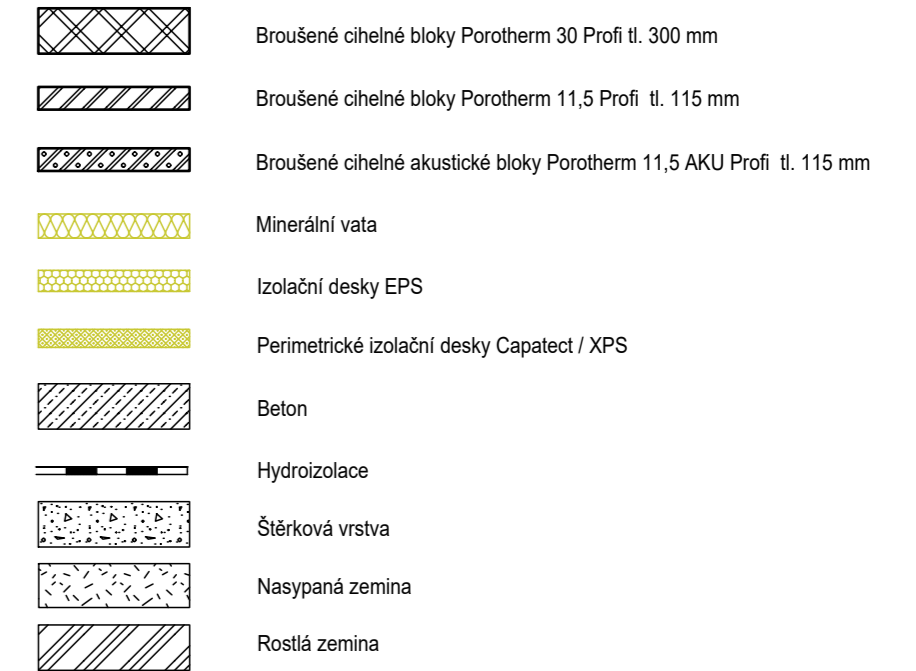 Broušené cihelné bloky Porotherm 30 Profi tl. 300 mm
Broušené cihelné bloky Porotherm 11,5 Profi tl. 115 mm
Broušené cihelné akustické bloky Porotherm 11,5 AKU Profi tl. 115 mm
Minerální vata
Izolační desky EPS
Perimetrické izolační desky Capatect / XPS
Beton
Hydroizolace
Štěrková vrstva
Nasypaná zemina
Rostlá zemina